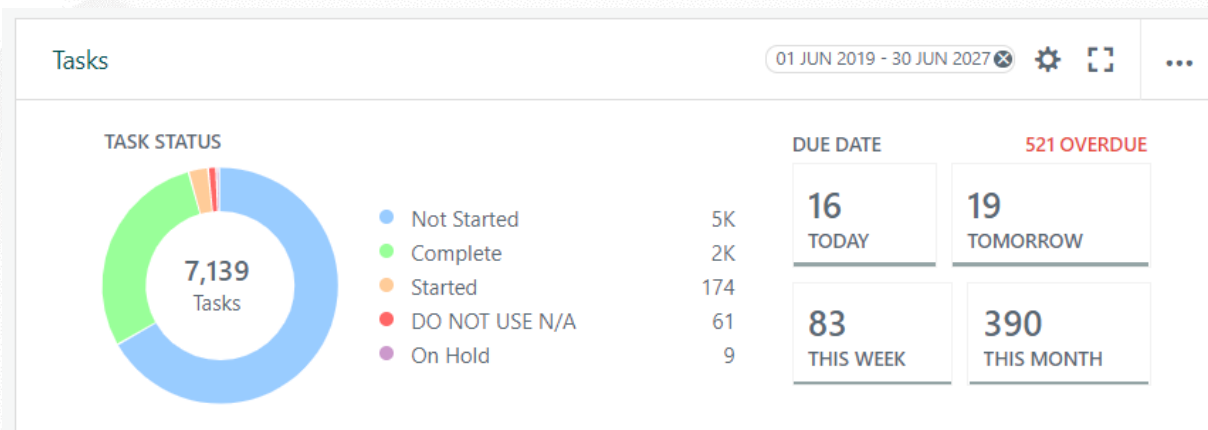 Tasks
01 JUN 2019 - 30 JUN 2027
TASK STATUS
7,139
Tasks
Not Started 5K
Complete 2K
Started 174
DO NOT USE N/A 61
On Hold 9
DUE DATE 521 OVERDUE
16
TODAY
19
TOMORROW
83
THIS WEEK
390
THIS MONTH